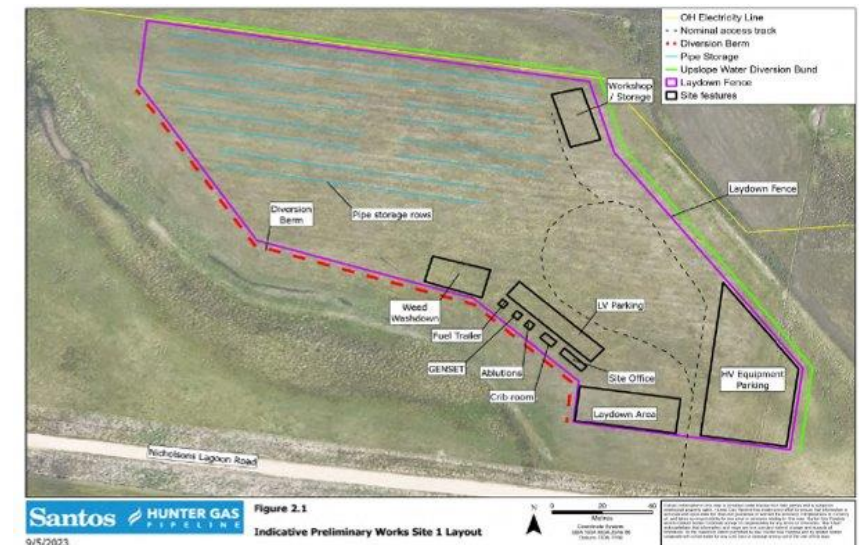 OH Electricity Line
Nominal access track
Diversion Berm
Pipe Storage
Upslope Water Diversion Bund
Laydown Fence
Site features
Workshop
/ Storage
Laydown Fence
Pipe storage rows
Diversion
Berm
Weed
Washdown
LV Parking
Fuel Trailer
GENSET
Ablutions
Crib room
Site Office
HV Equipment
Parking
Laydown Area
Nicholsons Lagoon Road
Santos
HUNTER GAS
PIPELINE
9/5/2023
Figure 2.1
Indicative Preliminary Works Site 1 Layout
N
0 20 40
Metres
Coordinate System: